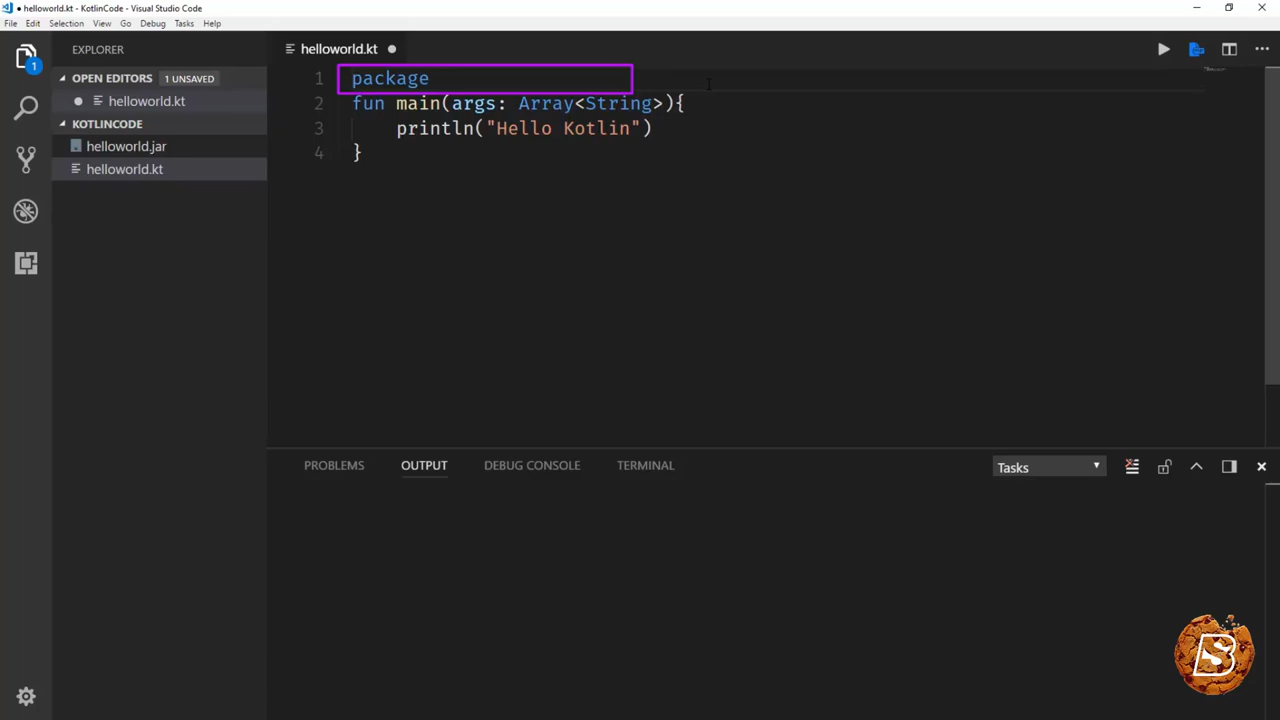 helloworld.kt - KotlinCode - Visual Studio Code
File Edit Selection View Go Debug Tasks Help
EXPLORER
OPEN EDITORS 1 UNSAVED
helloworld.kt
KOTLINCODE
helloworld.jar
helloworld.kt
1
helloworld.kt
1 package
2 fun main(args: Array<String>){
3 println("Hello Kotlin")
4 }
PROBLEMS OUTPUT DEBUG CONSOLE TERMINAL
Tasks